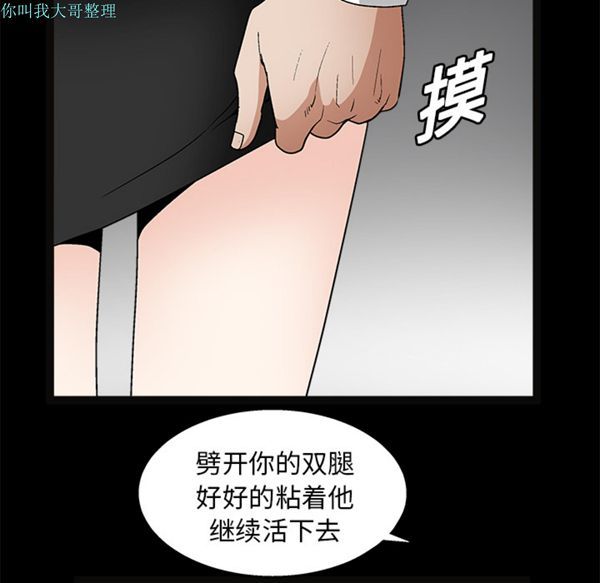 你叫我大哥整理
摸
劈开你的双腿
好好的粘着他
继续活下去